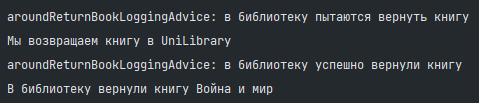 aroundReturnBookLoggingAdvice: в библиотеку пытаются вернуть книгу
Мы возвращаем книгу в UniLibrary
aroundReturnBookLoggingAdvice: в библиотеку успешно вернули книгу
В библиотеку вернули книгу Война и мир